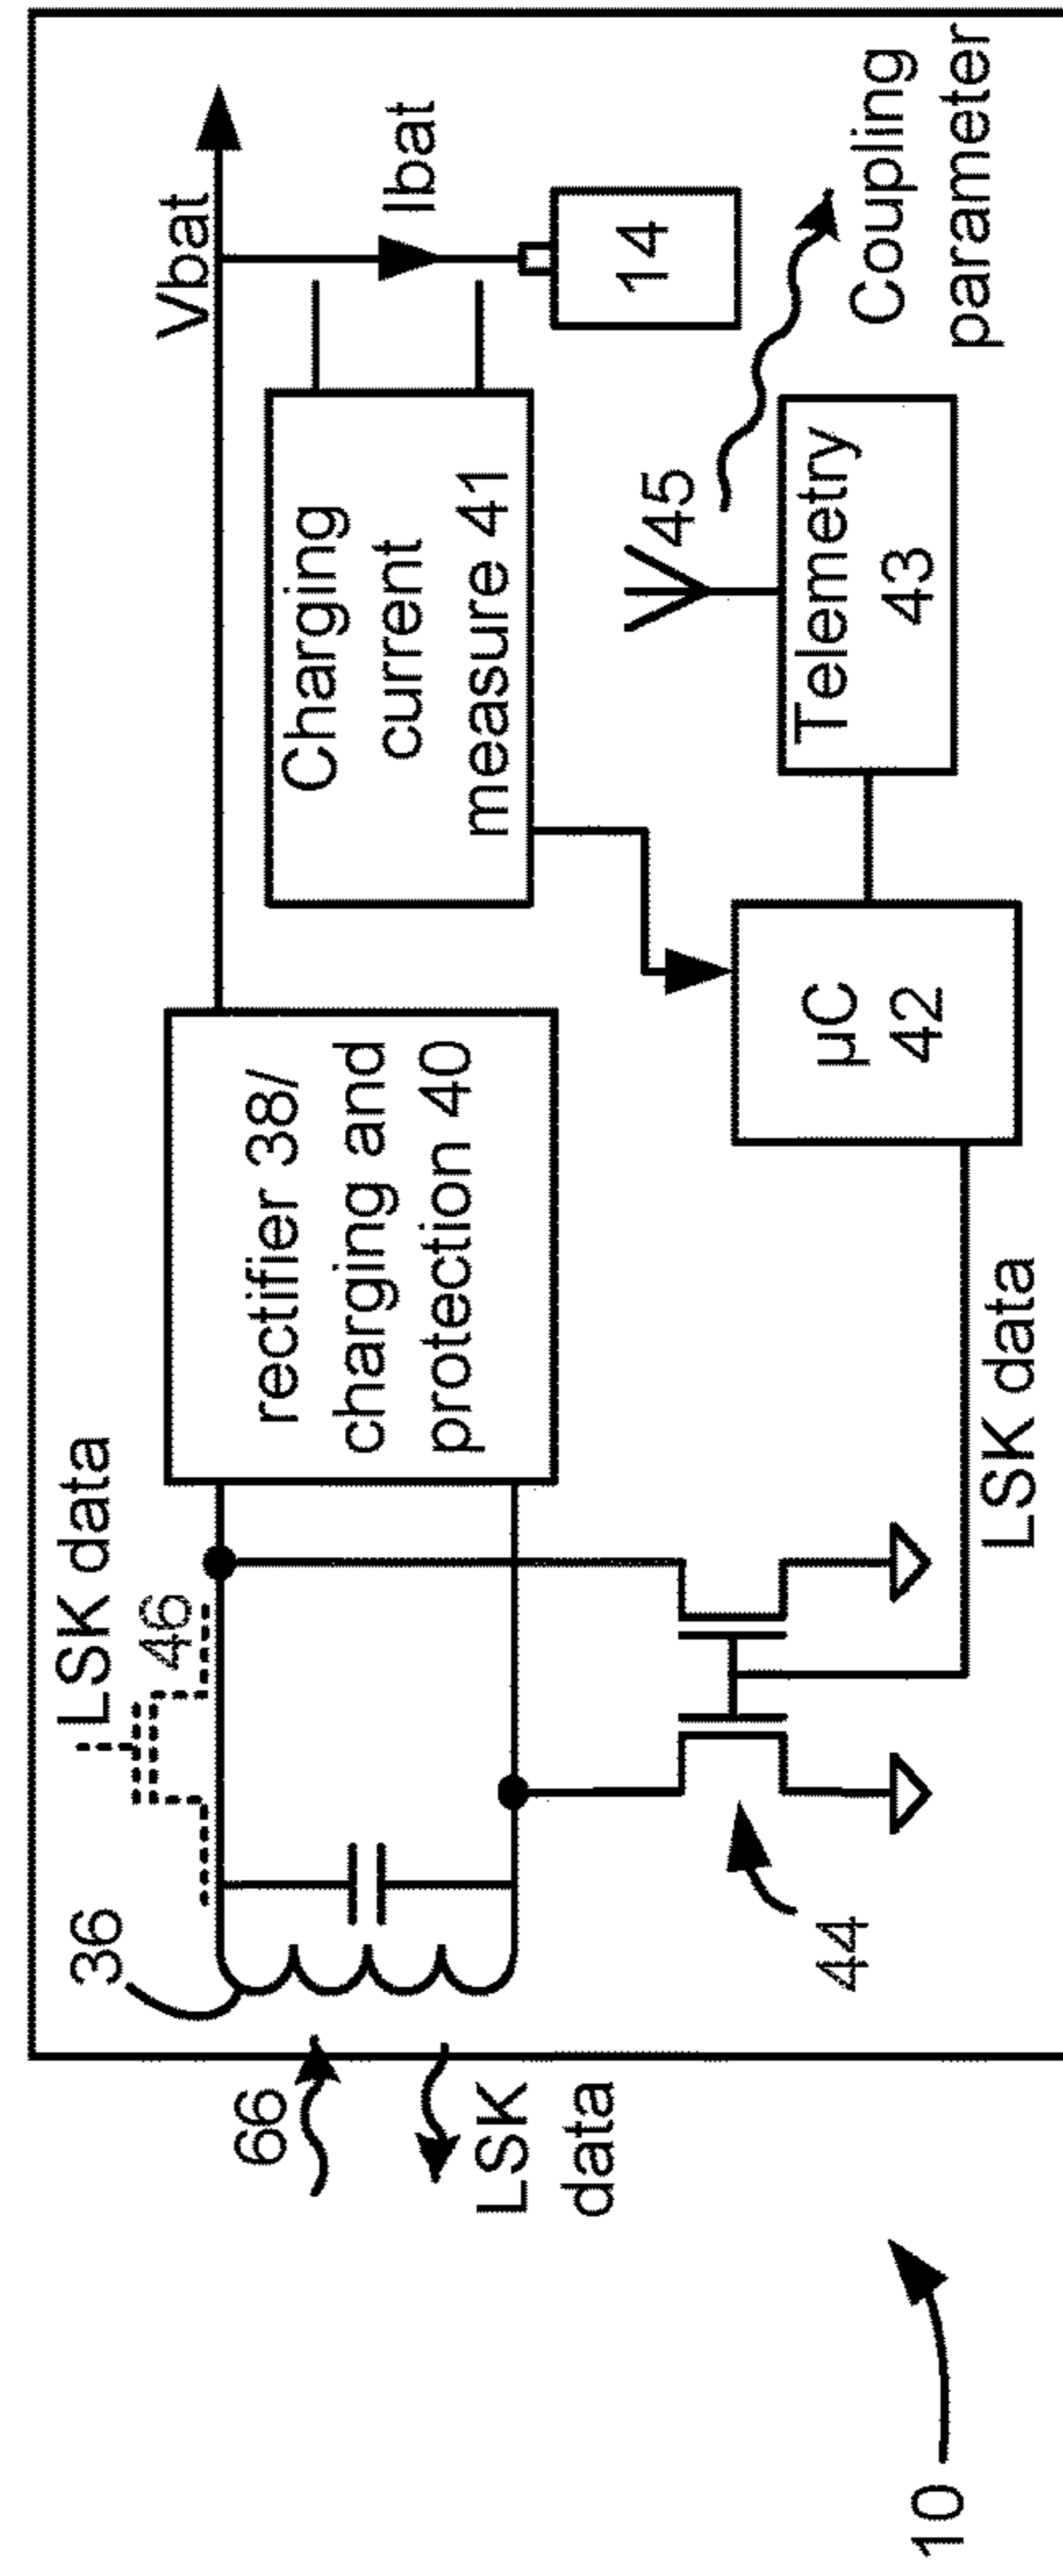 LSK data
46
36
66
LSK
data
rectifier 38/
charging and
protection 40
Vbat
Ibat
Charging
current
measure 41
14
45
Telemetry
43
Coupling
parameter
µC
42
44
LSK data
10